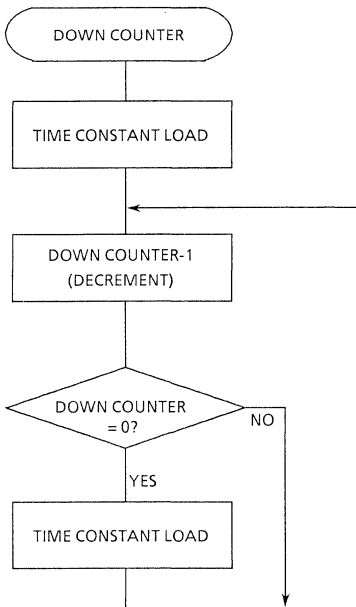 DOWN COUNTER
TIME CONSTANT LOAD
DOWN COUNTER-1
(DECREMENT)
DOWN COUNTER
= 0?
NO
YES
TIME CONSTANT LOAD